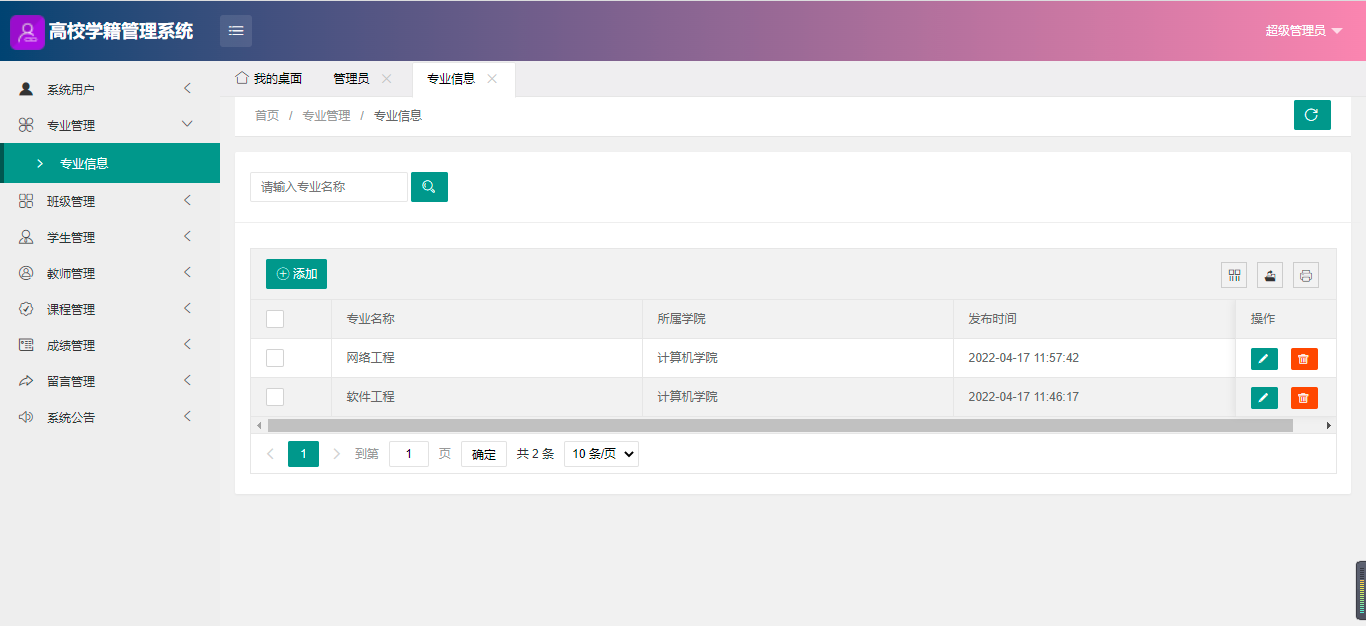 高校学籍管理系统
超级管理员
系统用户
专业管理
专业信息
班级管理
学生管理
教师管理
课程管理
成绩管理
留言管理
系统公告
我的桌面 管理员 专业信息
首页 / 专业管理 / 专业信息
请输入专业名称
添加
专业名称 所属学院 发布时间 操作
网络工程 计算机学院 2022-04-17 11:57:42
软件工程 计算机学院 2022-04-17 11:46:17
1 到第 1 页 确定 共 2 条 10 条/页